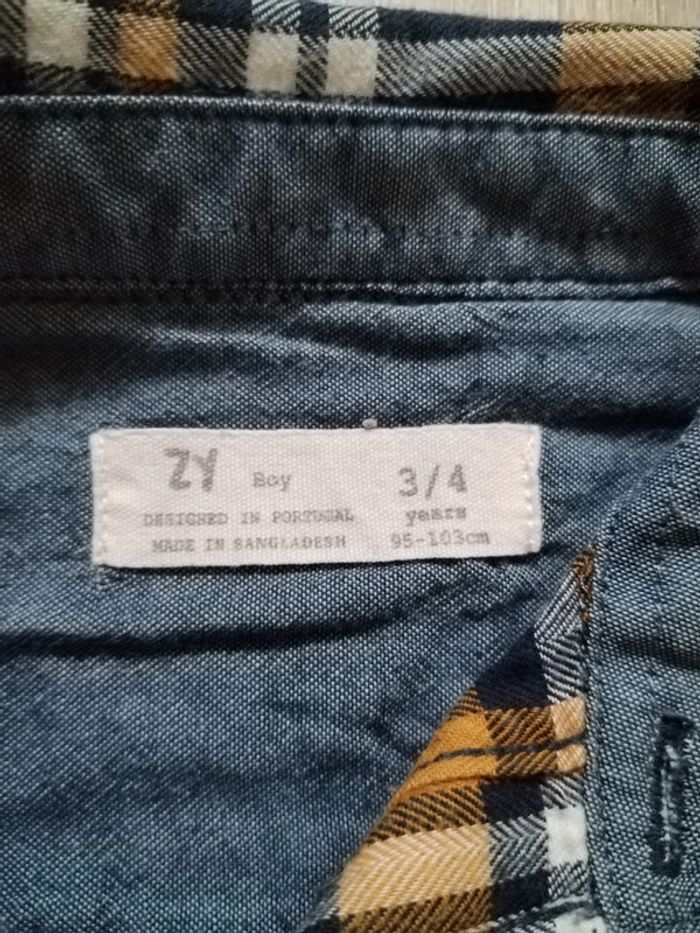 ZY Boy 3/4
DESIGNED IN PORTUGAL years
MADE IN BANGLADESH 95-103cm